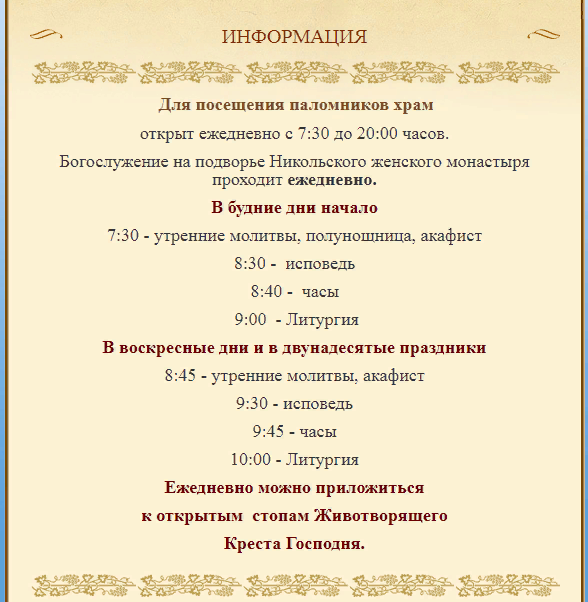 ИНФОРМАЦИЯ
Для посещения паломников храм
открыт ежедневно с 7:30 до 20:00 часов.
Богослужение на подворье Никольского женского монастыря
проходит ежедневно.
В будние дни начало
7:30 - утренние молитвы, полунощница, акафист
8:30 - исповедь
8:40 - часы
9:00 - Литургия
В воскресные дни и в двунадесятые праздники
8:45 - утренние молитвы, акафист
9:30 - исповедь
9:45 - часы
10:00 - Литургия
Ежедневно можно приложиться
к открытым стопам Животворящего
Креста Господня.